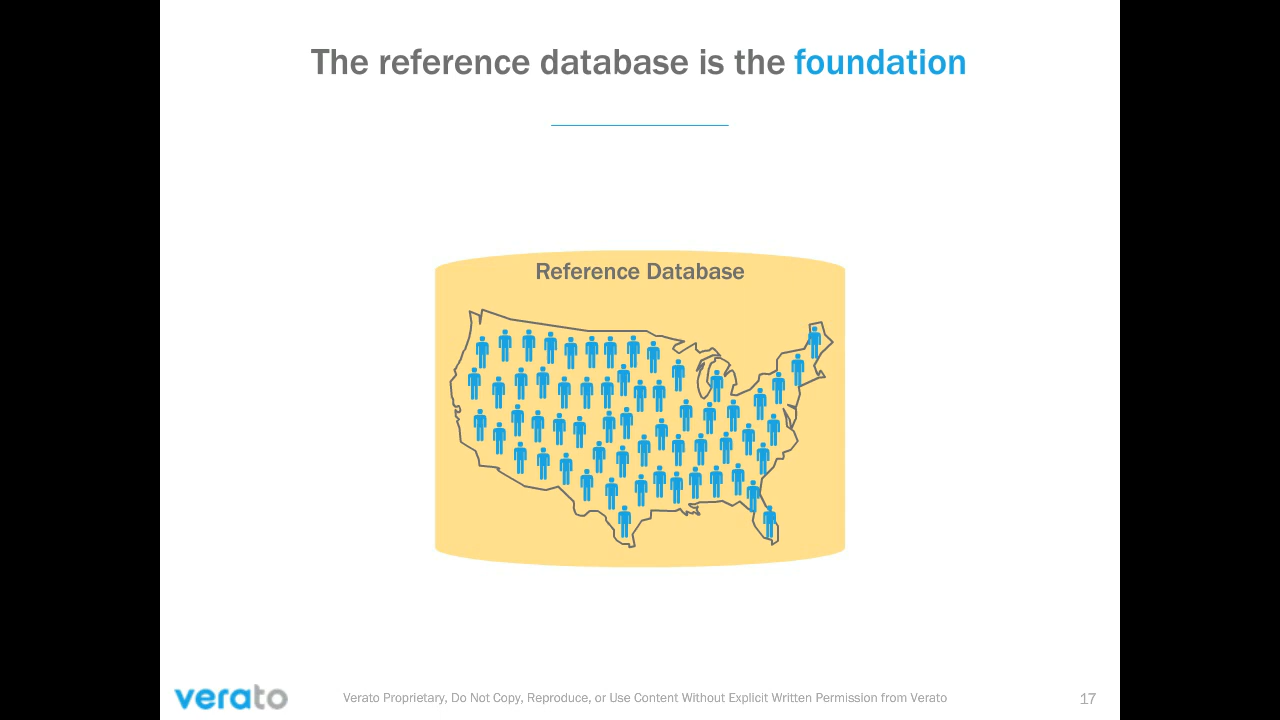 The reference database is the foundation
Reference Database
verato
Verato Proprietary, Do Not Copy, Reproduce, or Use Content Without Explicit Written Permission from Verato
17